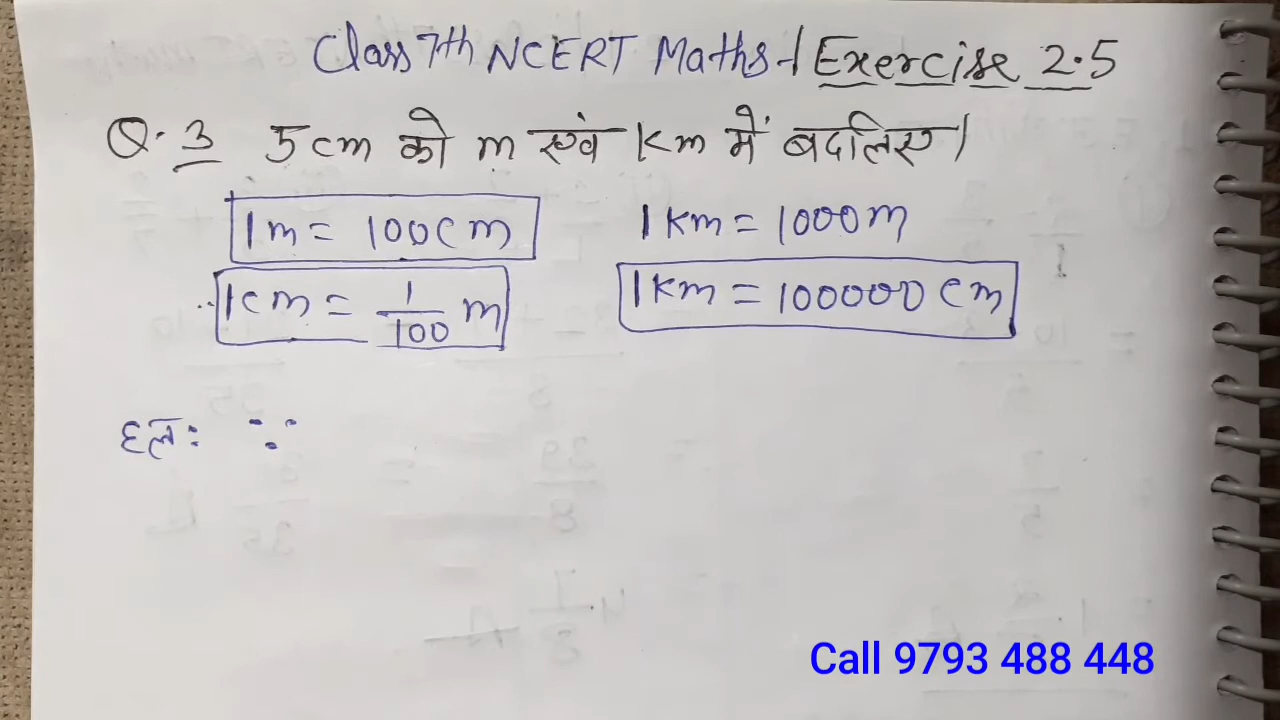 Class 7th NCERT Maths -| Exercise 2.5
Q. 3 5cm को m एवं Km में बदलिए।
1m = 100cm
1cm = 1/100 m
1 Km = 1000m
1Km = 100000 cm
हल: ∵
Call 9793 488 448